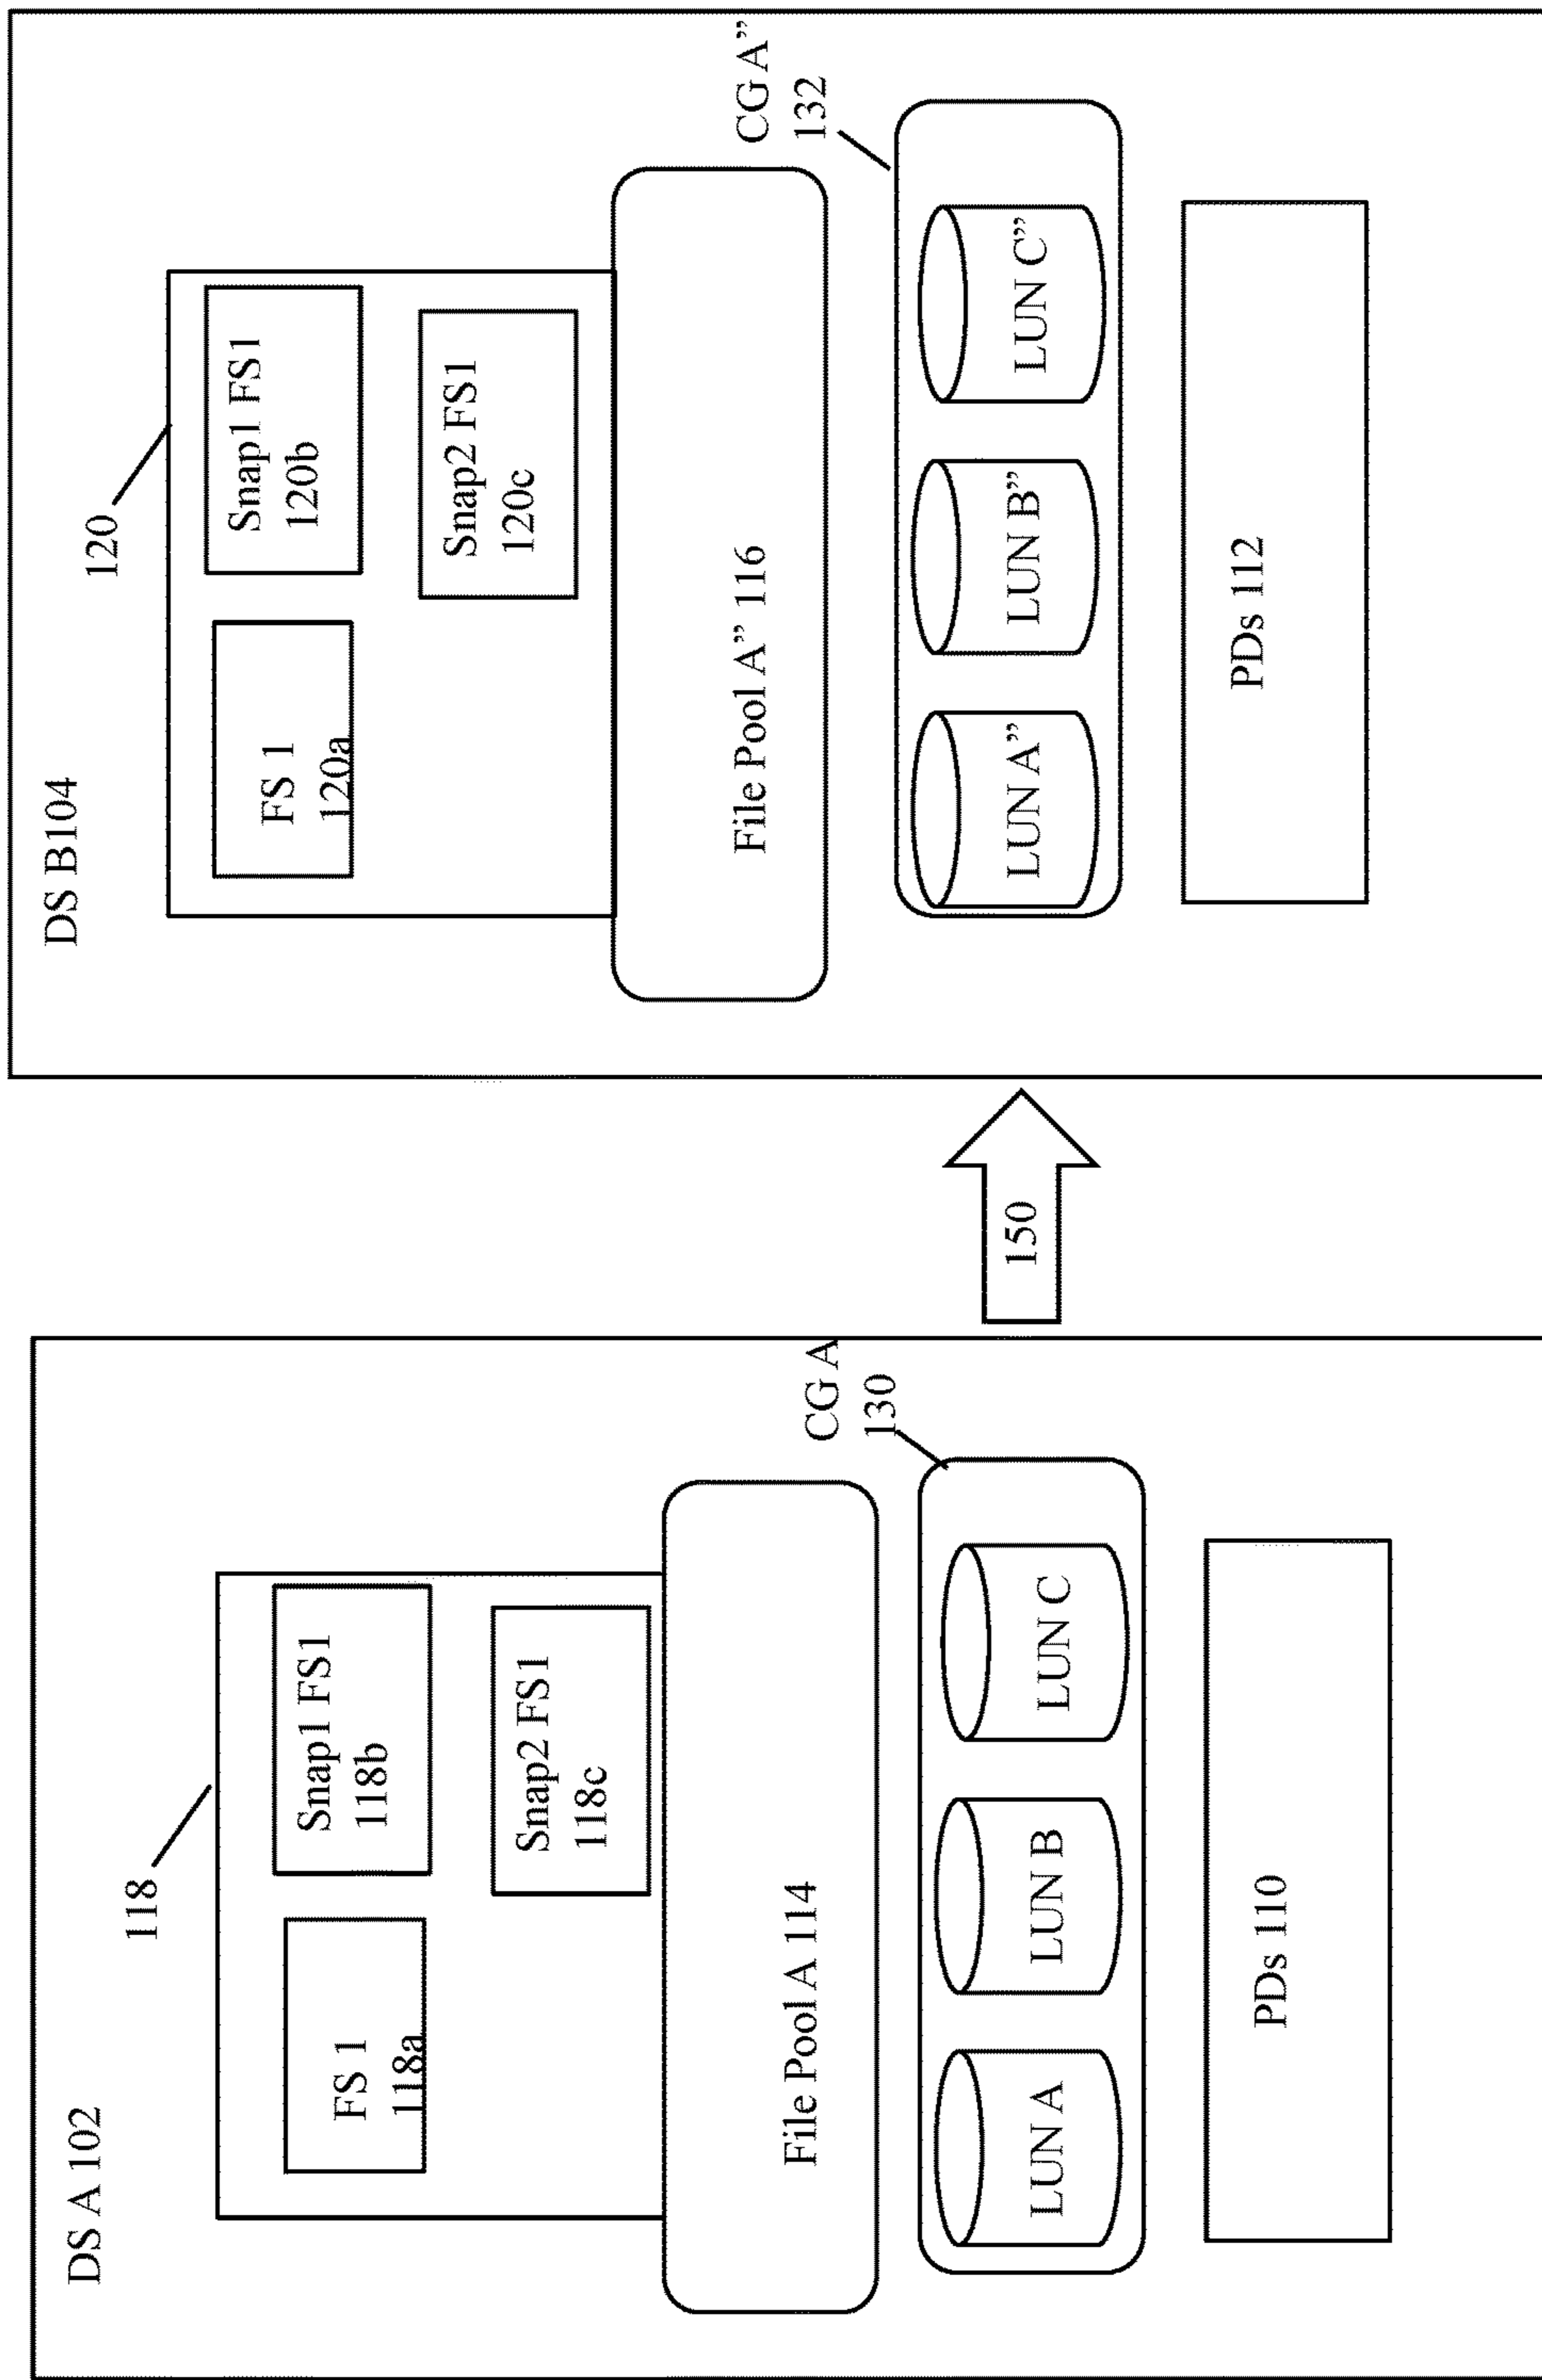 DS A 102
118
FS 1
118a
Snap1 FS1
118b
Snap2 FS1
118c
File Pool A 114
CG A
130
LUN A
LUN B
LUN C
PDs 110
150
DS B104
120
FS 1
120a
Snap1 FS1
120b
Snap2 FS1
120c
File Pool A” 116
CG A”
132
LUN A”
LUN B”
LUN C”
PDs 112